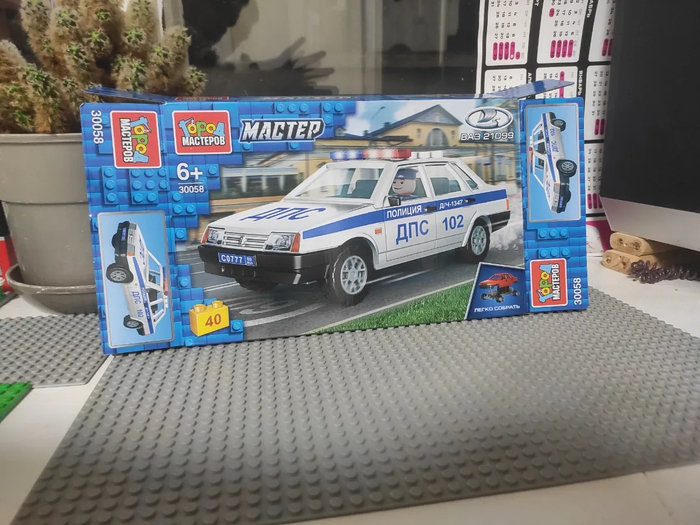 30058
ГОРОД
МАСТЕРОВ
ГОРОД
МАСТЕРОВ
МАСТЕР
ВАЗ 21099
6+
30058
ДПС
ПОЛИЦИЯ
Д/Ч-1347
ДПС
102
С0777
40
ЛЕГКО СОБРАТЬ
ГОРОД
МАСТЕРОВ
30058
ЯНВАРЬ